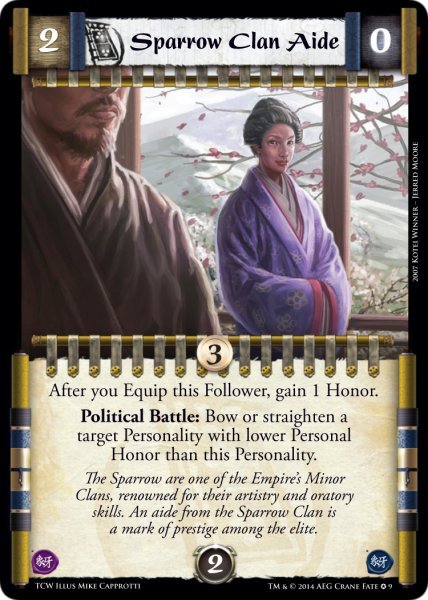 2 Sparrow Clan Aide 0
2007 Kotei Winner – Jerred Moore
3
After you Equip this Follower, gain 1 Honor.
Political Battle: Bow or straighten a
target Personality with lower Personal
Honor than this Personality.
The Sparrow are one of the Empire's Minor
Clans, renowned for their artistry and oratory
skills. An aide from the Sparrow Clan is
a mark of prestige among the elite.
2
TCW Illus Mike Capprotti
TM & © 2014 AEG Crane Fate 9